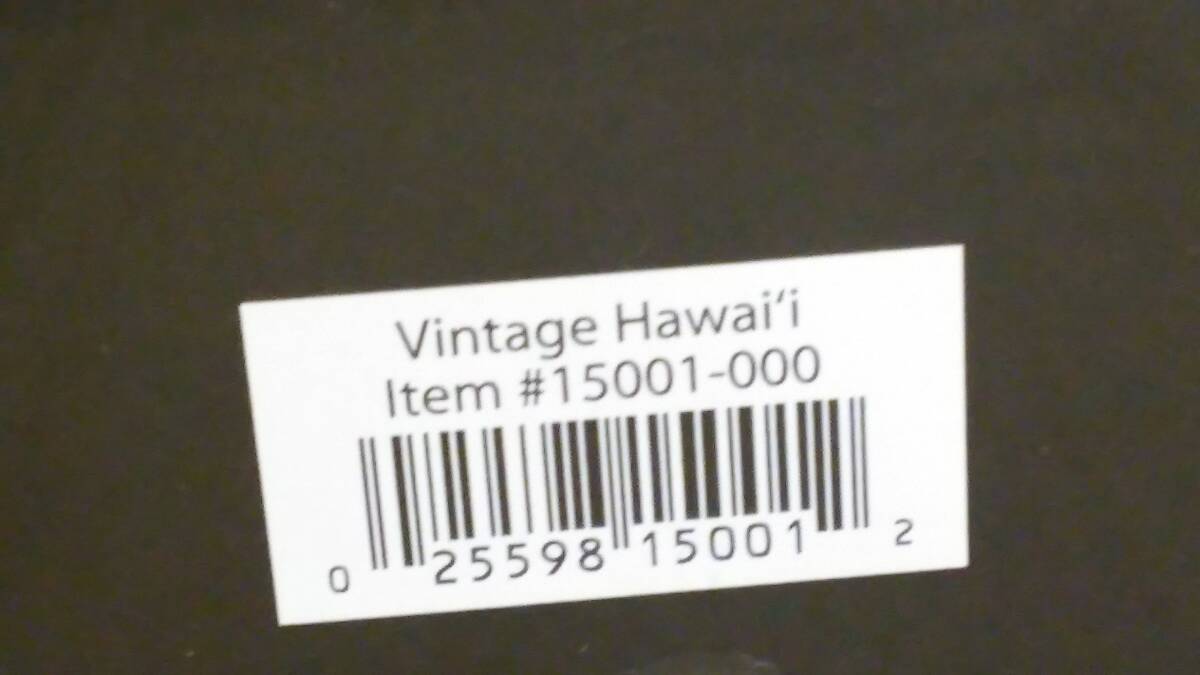 Vintage Hawai‘i
Item #15001-000
0 25598 15001 2